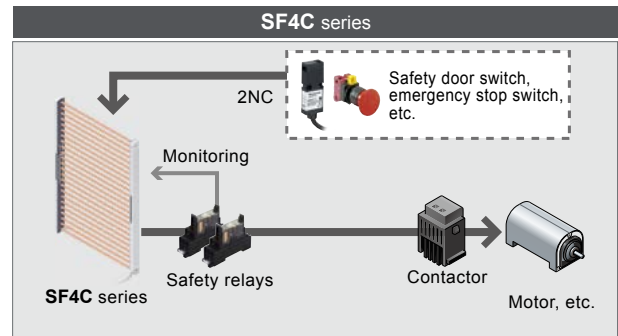 SF4C series
2NC
Safety door switch,
emergency stop switch,
etc.
Monitoring
Safety relays
SF4C series
Contactor
Motor, etc.